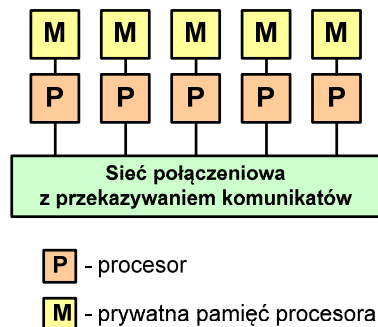 M M M M M
P P P P P
Sieć połączeniowa
z przekazywaniem komunikatów
P - procesor
M - prywatna pamięć procesora